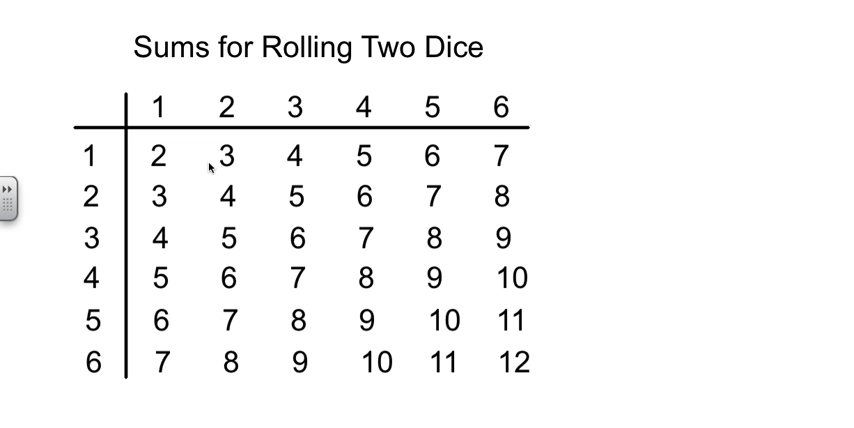 Sums for Rolling Two Dice
1 2 3 4 5 6
1 2 3 4 5 6 7
2 3 4 5 6 7 8
3 4 5 6 7 8 9
4 5 6 7 8 9 10
5 6 7 8 9 10 11
6 7 8 9 10 11 12